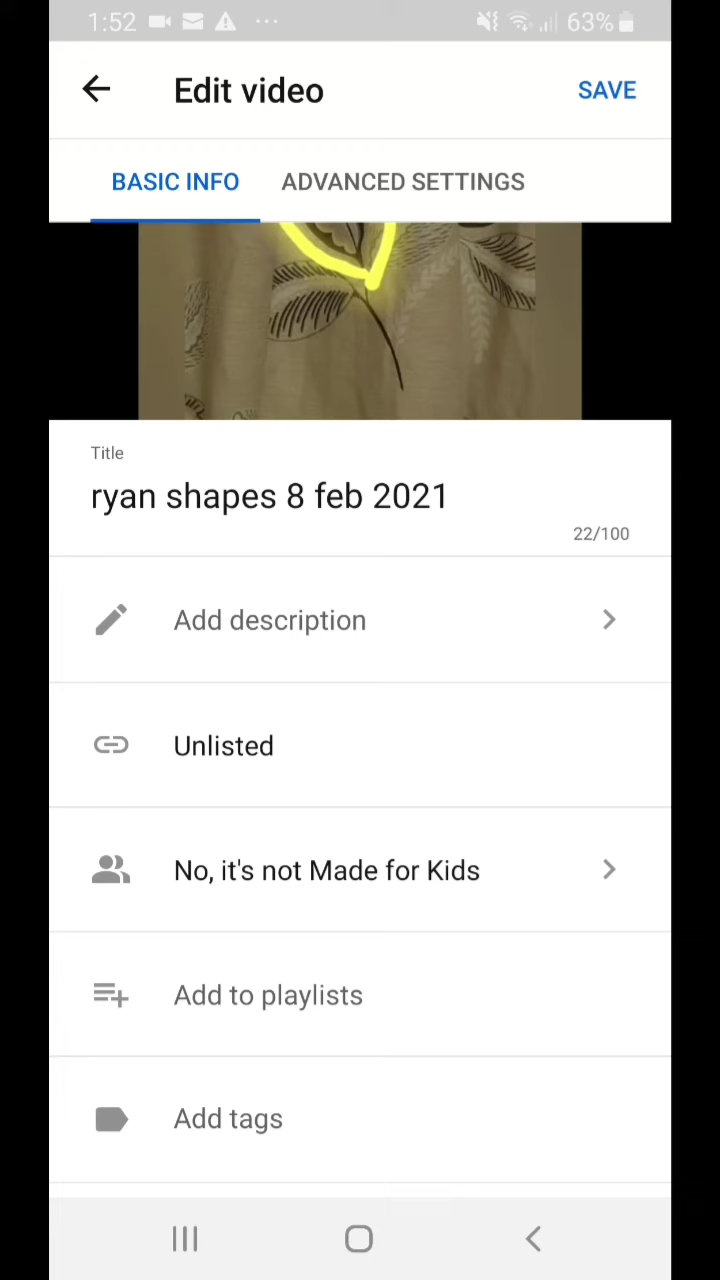 1:52 ... 63%
Edit video SAVE
BASIC INFO ADVANCED SETTINGS
Title
ryan shapes 8 feb 2021
22/100
Add description
Unlisted
No, it's not Made for Kids
Add to playlists
Add tags